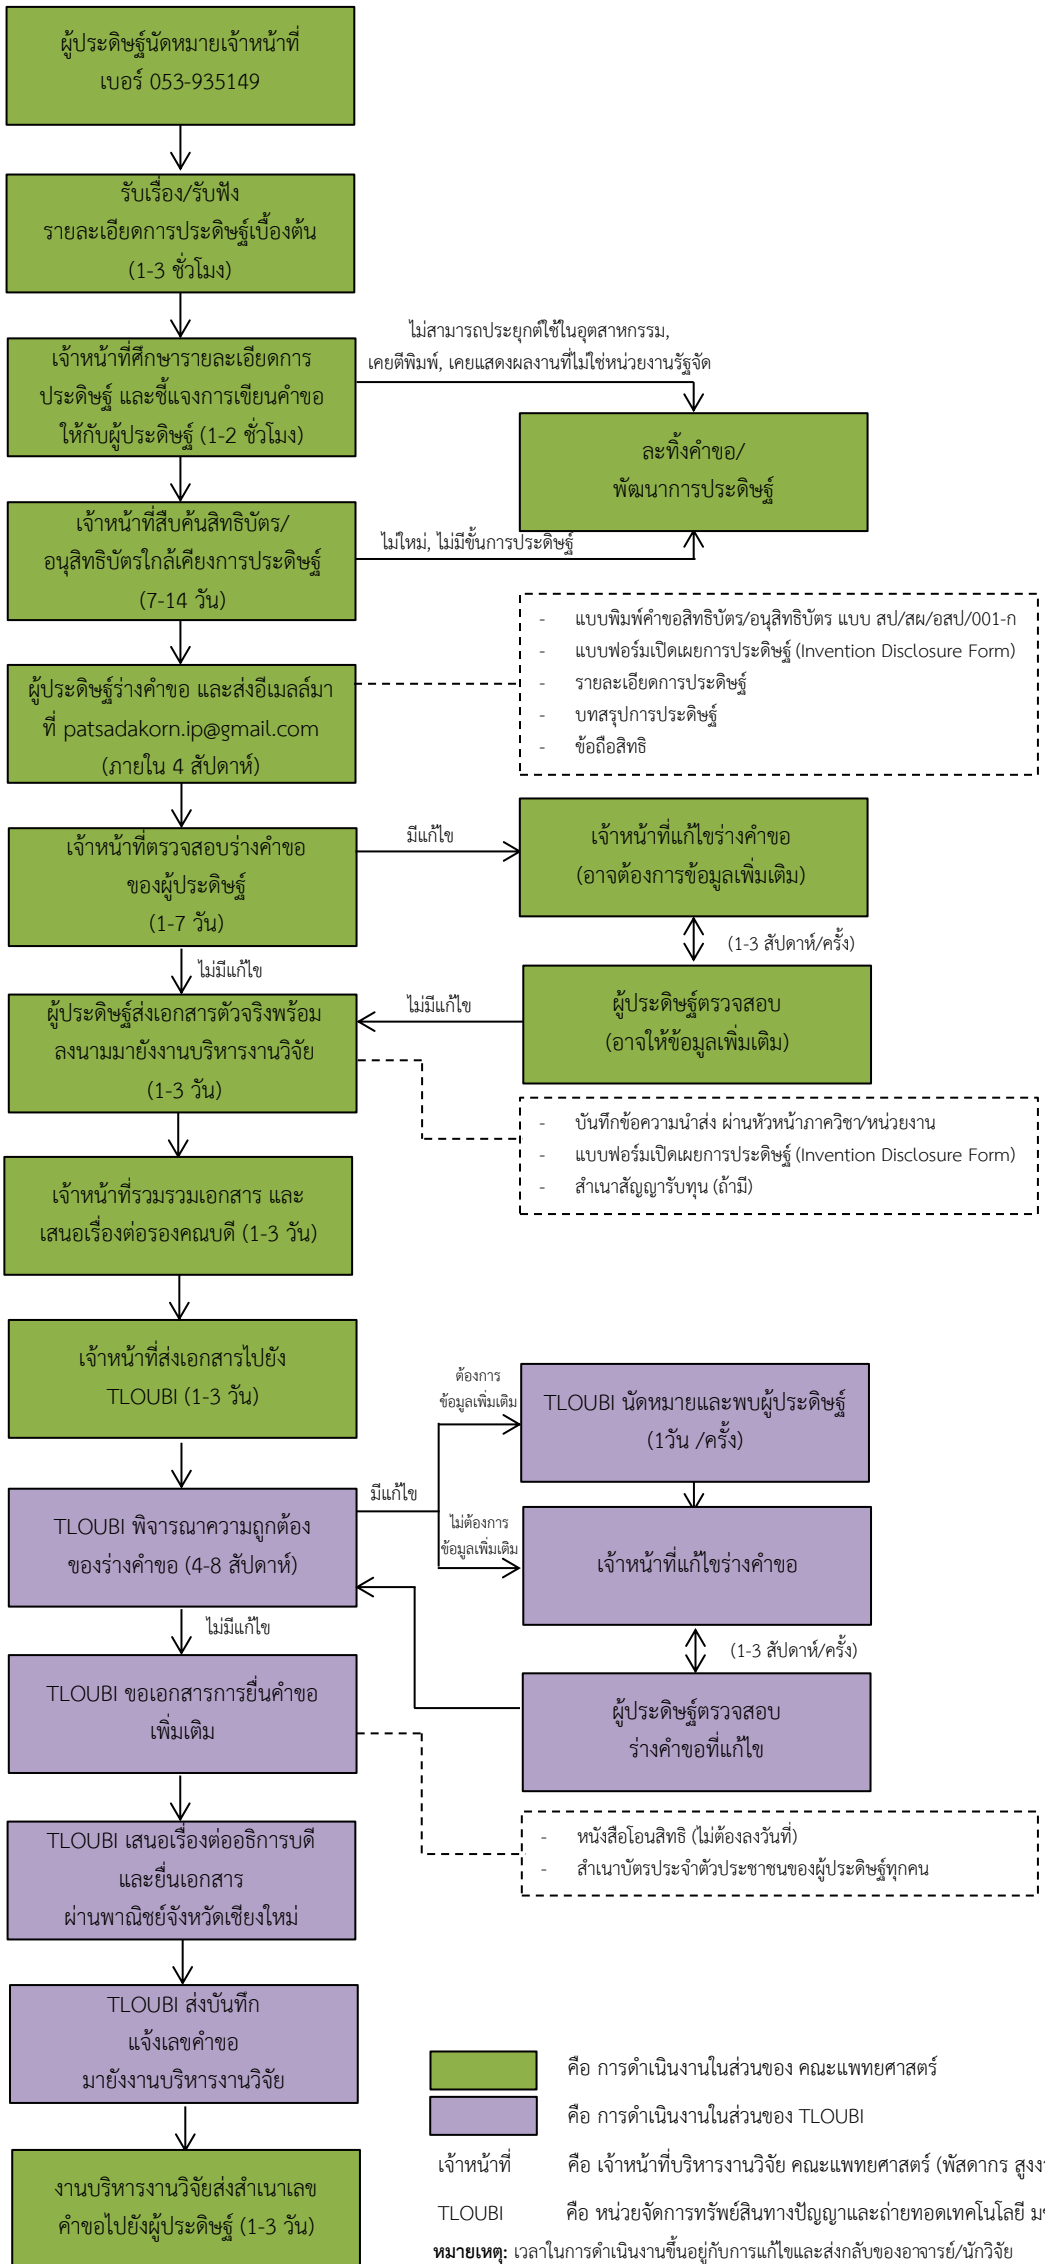 ผู้ประดิษฐ์นัดหมายเจ้าหน้าที่
เบอร์ 053-935149
รับเรื่อง/รับฟัง
รายละเอียดการประดิษฐ์เบื้องต้น
(1-3 ชั่วโมง)
ไม่สามารถประยุกต์ใช้ในอุตสาหกรรม,
เคยตีพิมพ์, เคยแสดงผลงานที่ไม่ใช่หน่วยงานรัฐจัด
เจ้าหน้าที่ศึกษารายละเอียดการ
ประดิษฐ์ และชี้แจงการเขียนคำขอ
ให้กับผู้ประดิษฐ์ (1-2 ชั่วโมง)
ละทิ้งคำขอ/
พัฒนาการประดิษฐ์
เจ้าหน้าที่สืบค้นสิทธิบัตร/
อนุสิทธิบัตรใกล้เคียงการประดิษฐ์
(7-14 วัน)
ไม่ใหม่, ไม่มีขั้นการประดิษฐ์
- แบบพิมพ์คำขอสิทธิบัตร/อนุสิทธิบัตร แบบ สป/สผ/อสป/001-ก
- แบบฟอร์มเปิดเผยการประดิษฐ์ (Invention Disclosure Form)
- รายละเอียดการประดิษฐ์
- บทสรุปการประดิษฐ์
- ข้อถือสิทธิ
ผู้ประดิษฐ์ร่างคำขอ และส่งอีเมลล์มา
ที่ patsadakorn.ip@gmail.com
(ภายใน 4 สัปดาห์)
เจ้าหน้าที่ตรวจสอบร่างคำขอ
ของผู้ประดิษฐ์
(1-7 วัน)
มีแก้ไข
เจ้าหน้าที่แก้ไขร่างคำขอ
(อาจต้องการข้อมูลเพิ่มเติม)
(1-3 สัปดาห์/ครั้ง)
ไม่มีแก้ไข
ผู้ประดิษฐ์ส่งเอกสารตัวจริงพร้อม
ลงนามมายังงานบริหารงานวิจัย
(1-3 วัน)
ไม่มีแก้ไข
ผู้ประดิษฐ์ตรวจสอบ
(อาจให้ข้อมูลเพิ่มเติม)
- บันทึกข้อความนำส่ง ผ่านหัวหน้าภาควิชา/หน่วยงาน
- แบบฟอร์มเปิดเผยการประดิษฐ์ (Invention Disclosure Form)
- สำเนาสัญญารับทุน (ถ้ามี)
เจ้าหน้าที่รวมรวมเอกสาร และ
เสนอเรื่องต่อรองคณบดี (1-3 วัน)
เจ้าหน้าที่ส่งเอกสารไปยัง
TLOUBI (1-3 วัน)
ต้องการ
ข้อมูลเพิ่มเติม
TLOUBI นัดหมายและพบผู้ประดิษฐ์
(1วัน /ครั้ง)
TLOUBI พิจารณาความถูกต้อง
ของร่างคำขอ (4-8 สัปดาห์)
มีแก้ไข
ไม่ต้องการ
ข้อมูลเพิ่มเติม
เจ้าหน้าที่แก้ไขร่างคำขอ
ไม่มีแก้ไข
(1-3 สัปดาห์/ครั้ง)
TLOUBI ขอเอกสารการยื่นคำขอ
เพิ่มเติม
ผู้ประดิษฐ์ตรวจสอบ
ร่างคำขอที่แก้ไข
- หนังสือโอนสิทธิ (ไม่ต้องลงวันที่)
- สำเนาบัตรประจำตัวประชาชนของผู้ประดิษฐ์ทุกคน
TLOUBI เสนอเรื่องต่ออธิการบดี
และยื่นเอกสาร
ผ่านพาณิชย์จังหวัดเชียงใหม่
TLOUBI ส่งบันทึก
แจ้งเลขคำขอ
มายังงานบริหารงานวิจัย
งานบริหารงานวิจัยส่งสำเนาเลข
คำขอไปยังผู้ประดิษฐ์ (1-3 วัน)
คือ การดำเนินงานในส่วนของ คณะแพทยศาสตร์
คือ การดำเนินงานในส่วนของ TLOUBI
เจ้าหน้าที่ คือ เจ้าหน้าที่บริหารงานวิจัย คณะแพทยศาสตร์ (พัสดากร
TLOUBI คือ หน่วยจัดการทรัพย์สินทางปัญญาและถ่ายทอดเทคโนโลยี
หมายเหตุ: เวลาในการดำเนินงานขึ้นอยู่กับการแก้ไขและส่งกลับของอาจารย์/นักวิจัย